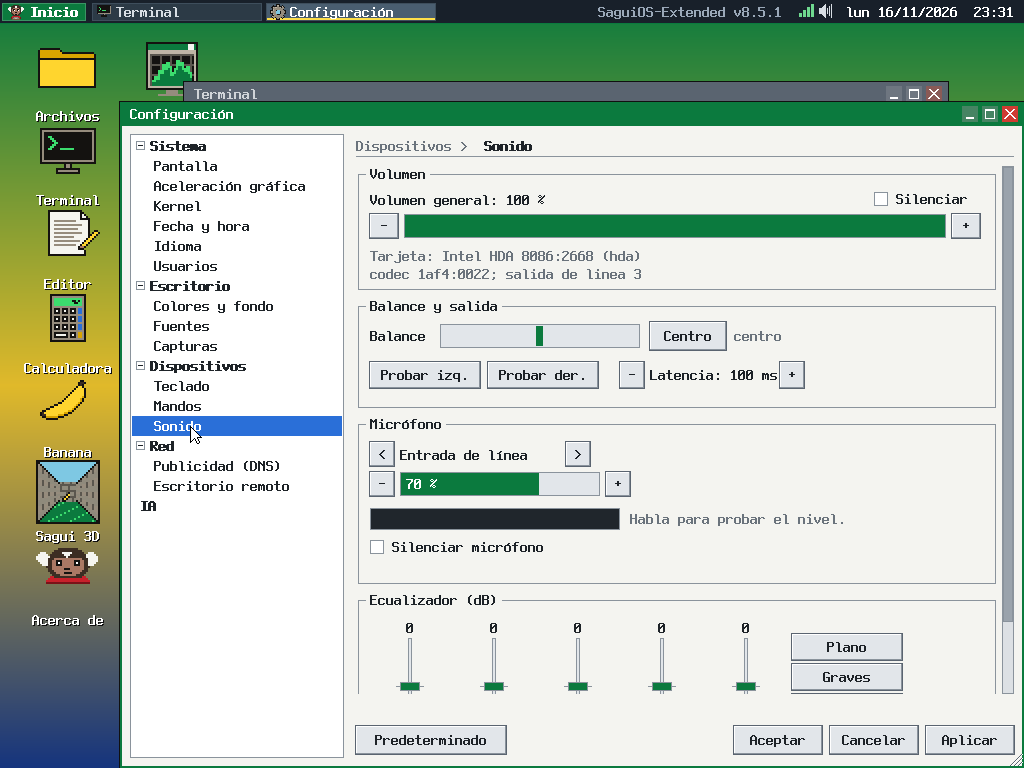 Inicio
Terminal
Configuración
SaguiOS-Extended v8.5.1
lun 16/11/2026 23:31
Archivos
Terminal
Editor
Calculadora
Banana
Sagui 3D
Acerca de
Terminal
Configuración
Sistema
Pantalla
Aceleración gráfica
Kernel
Fecha y hora
Idioma
Usuarios
Escritorio
Colores y fondo
Fuentes
Capturas
Dispositivos
Teclado
Mandos
Sonido
Red
Publicidad (DNS)
Escritorio remoto
IA
Dispositivos > Sonido
Volumen
Volumen general: 100 %
Silenciar
- +
Tarjeta: Intel HDA 8086:2668 (hda)
codec 1af4:0022; salida de linea 3
Balance y salida
Balance
Centro
centro
Probar izq.
Probar der.
- Latencia: 100 ms +
Micrófono
< Entrada de línea >
- 70 % +
Habla para probar el nivel.
Silenciar micrófono
Ecualizador (dB)
0 0 0 0 0
Plano
Graves
Predeterminado
Aceptar
Cancelar
Aplicar